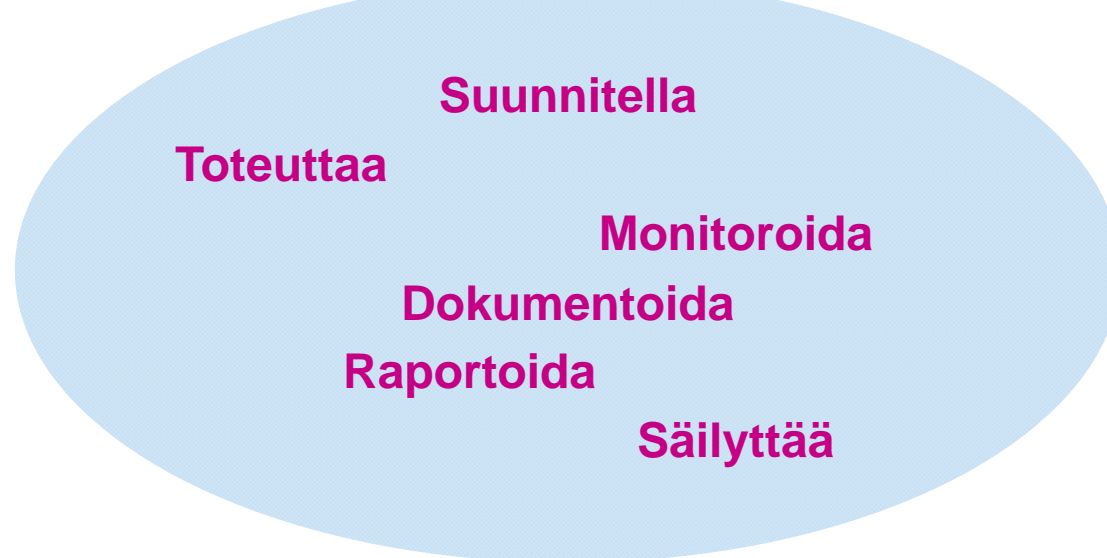 Suunnitella
Toteuttaa
Monitoroida
Dokumentoida
Raportoida
Säilyttää